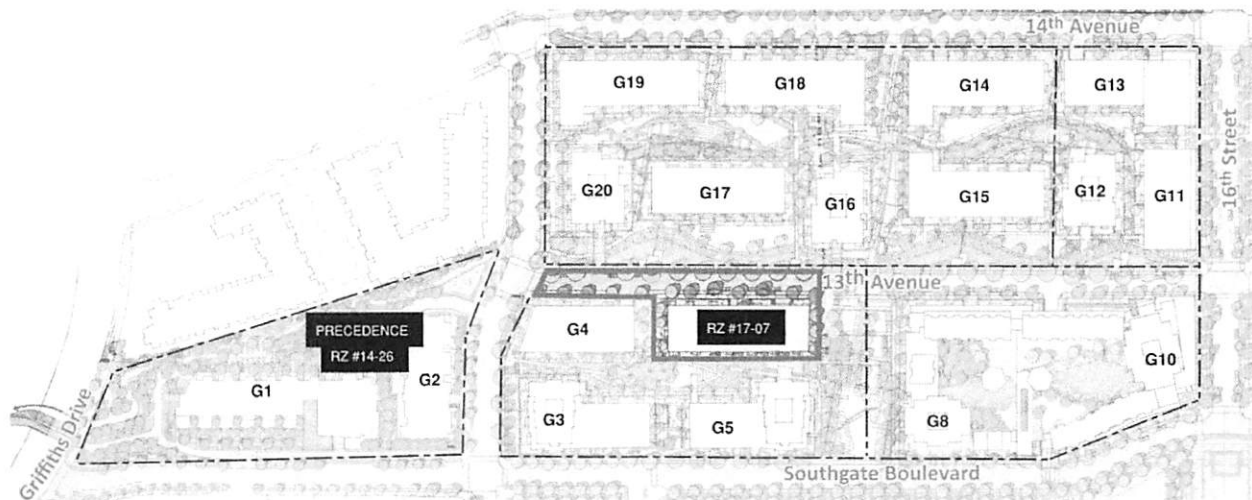 14th Avenue
G19
G18
G14
G13
16th Street
G20
G17
G16
G15
G12
G11
13th Avenue
PRECEDENCE
RZ #14-26
G4
RZ #17-07
G10
G1
G2
G3
G5
G8
Griffiths Drive
Southgate Boulevard